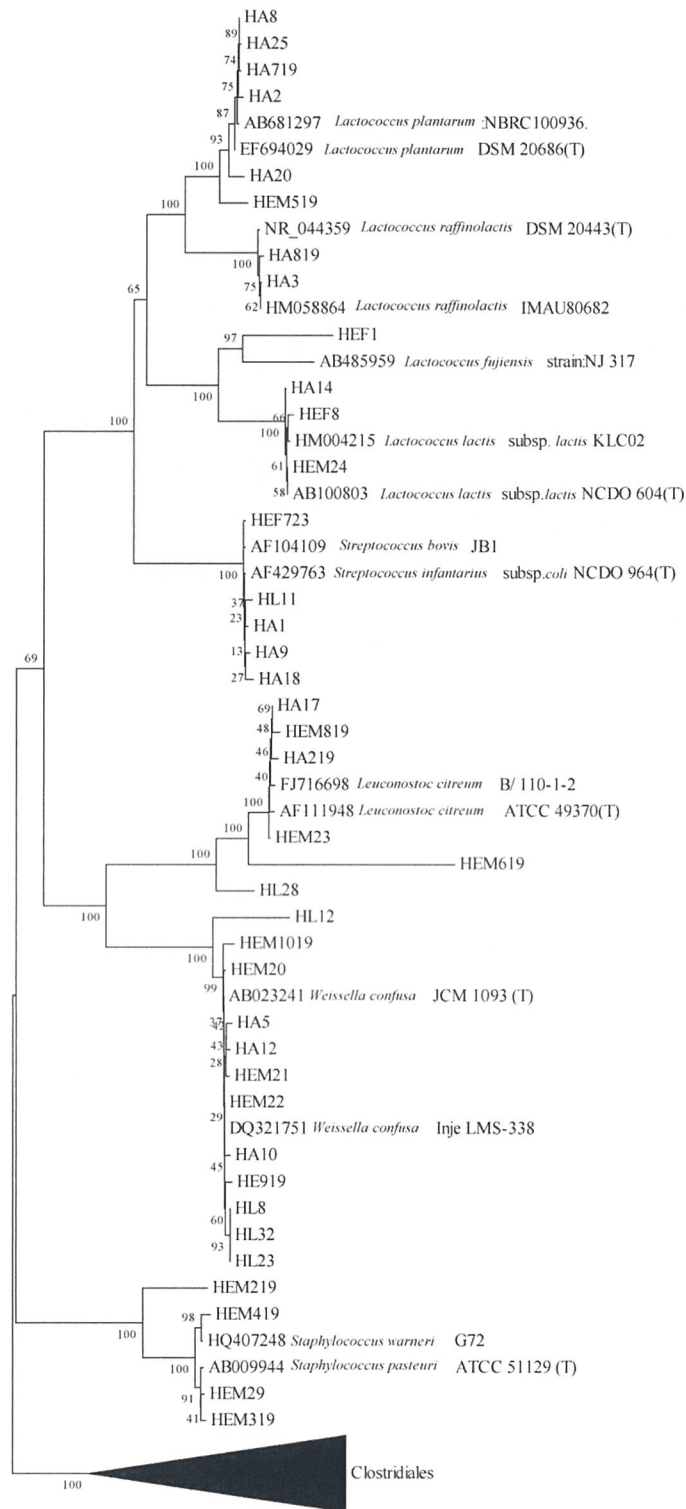 HA8
89
HA25
74
HA719
75
HA2
87
AB681297 Lactococcus plantarum :NBRC100936.
93
EF694029 Lactococcus plantarum DSM 20686(T)
100
HA20
HEM519
100
NR_044359 Lactococcus raffinolactis DSM 20443(T)
HA819
100
HA3
75
65
HM058864 Lactococcus raffinolactis IMAU80682
62
97
HEF1
AB485959 Lactococcus fujiensis strain:NJ 317
HA14
100
HEF8
66
100
100
HM004215 Lactococcus lactis subsp. lactis KLC02
61
HEM24
58
AB100803 Lactococcus lactis subsp.lactis NCDO 604(T)
HEF723
AF104109 Streptococcus bovis JB1
100
AF429763 Streptococcus infantarius subsp.coli NCDO 964(T)
37
HL11
23
HA1
13
HA9
69
27
HA18
69
HA17
48
HEM819
46
HA219
40
FJ716698 Leuconostoc citreum B/ 110-1-2
100
AF111948 Leuconostoc citreum ATCC 49370(T)
100
HEM23
100
HEM619
HL28
100
HL12
HEM1019
100
HEM20
99
AB023241 Weissella confusa JCM 1093 (T)
37
HA5
43
HA12
28
HEM21
HEM22
29
DQ321751 Weissella confusa Inje LMS-338
HA10
45
HE919
HL8
60
HL32
93
HL23
HEM219
98
HEM419
100
HQ407248 Staphylococcus warneri G72
100
AB009944 Staphylococcus pasteuri ATCC 51129 (T)
91
HEM29
41
HEM319
Clostridiales
100